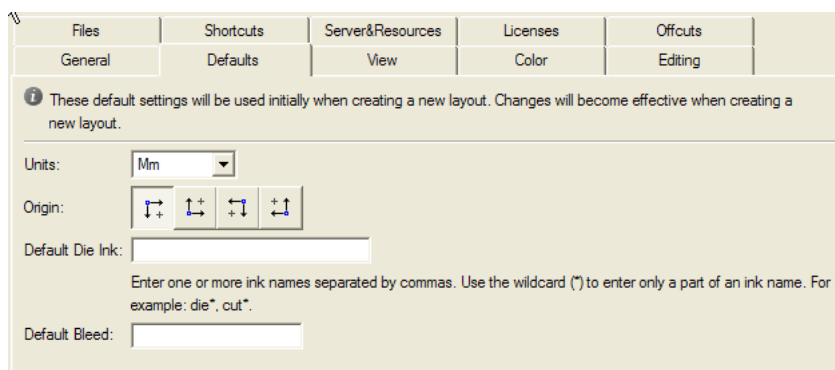 Files Shortcuts Server&Resources Licenses Offcuts
General Defaults View Color Editing
These default settings will be used initially when creating a new layout. Changes will become effective when creating a
new layout.
Units: Mm
Origin:
Default Die Ink:
Enter one or more ink names separated by commas. Use the wildcard (*) to enter only a part of an ink name. For
example: die*, cut*.
Default Bleed: